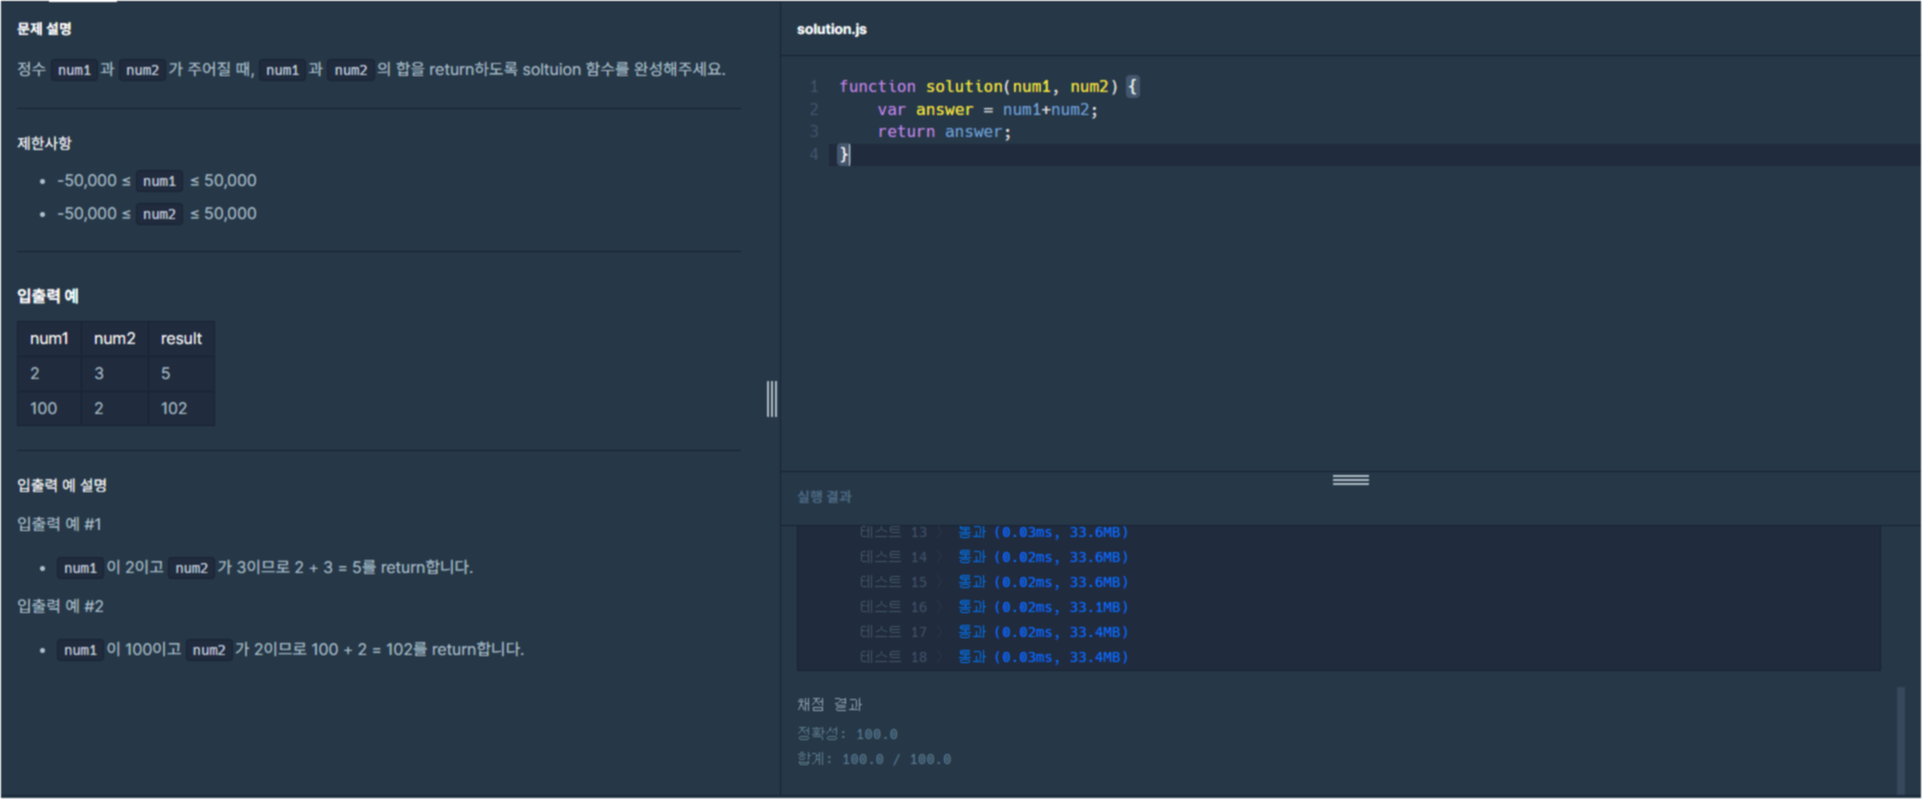 문제 설명
정수 num1 과 num2 가 주어질 때, num1 과 num2 의 합을 return하도록 soltuion 함수를 완성해주세요.
제한사항
• -50,000 ≤ num1 ≤ 50,000
• -50,000 ≤ num2 ≤ 50,000
입출력 예
num1 num2 result
2 3 5
100 2 102
입출력 예 설명
입출력 예 #1
• num1 이 2이고 num2 가 3이므로 2 + 3 = 5를 return합니다.
입출력 예 #2
• num1 이 100이고 num2 가 2이므로 100 + 2 = 102를 return합니다.
solution.js
1 function solution(num1, num2) {
2     var answer = num1+num2;
3     return answer;
4 }
실행 결과
테스트 13 〉 통과 (0.03ms, 33.6MB)
테스트 14 〉 통과 (0.02ms, 33.6MB)
테스트 15 〉 통과 (0.02ms, 33.6MB)
테스트 16 〉 통과 (0.02ms, 33.1MB)
테스트 17 〉 통과 (0.02ms, 33.4MB)
테스트 18 〉 통과 (0.03ms, 33.4MB)
채점 결과
정확성: 100.0
합계: 100.0 / 100.0